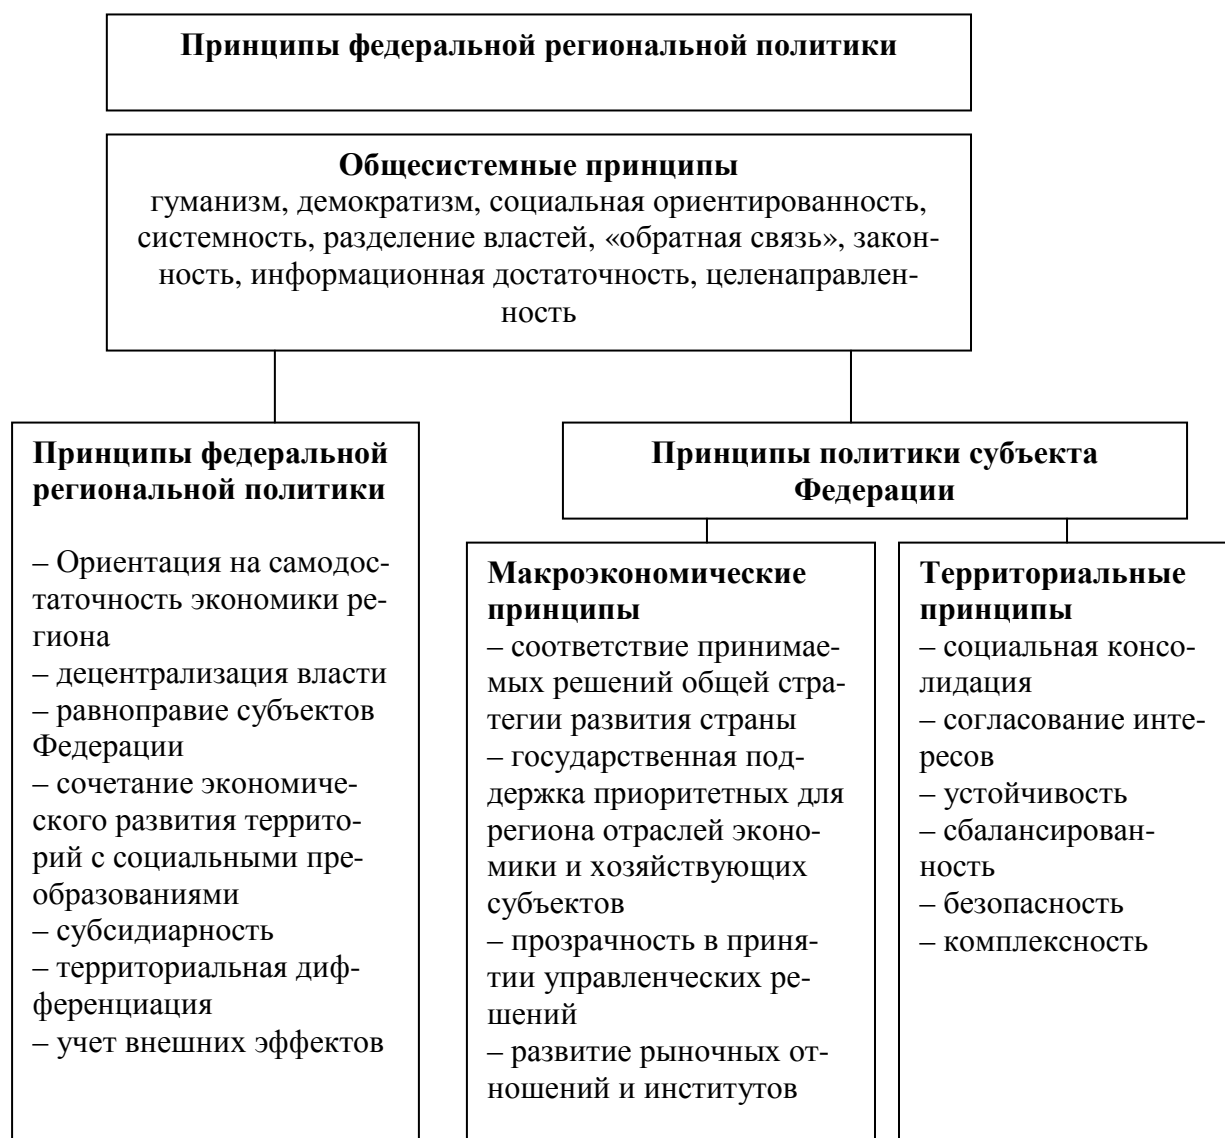 Принципы федеральной региональной политики
Общесистемные принципы
гуманизм, демократизм, социальная ориентированность,
системность, разделение властей, «обратная связь», закон-
ность, информационная достаточность, целенаправлен-
ность
Принципы федеральной
региональной политики
– Ориентация на самодос-
таточность экономики ре-
гиона
– децентрализация власти
– равноправие субъектов
Федерации
– сочетание экономиче-
ского развития террито-
рий с социальными пре-
образованиями
– субсидиарность
– территориальная диф-
ференциация
– учет внешних эффектов
Принципы политики субъекта
Федерации
Макроэкономические
принципы
– соответствие принимае-
мых решений общей стра-
тегии развития страны
– государственная под-
держка приоритетных для
региона отраслей эконо-
мики и хозяйствующих
субъектов
– прозрачность в приня-
тии управленческих ре-
шений
– развитие рыночных от-
ношений и институтов
Территориальные
принципы
– социальная консо-
лидация
– согласование инте-
ресов
– устойчивость
– сбалансирован-
ность
– безопасность
– комплексность